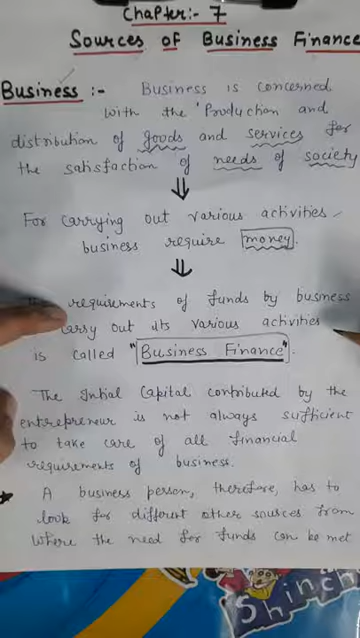 Chapter:- 7
Sources of Business Finance
Business :- Business is concerned
with the Production and
distribution of goods and services for
the satisfaction of needs of society
For carrying out various activities
business require money.
requirements of funds by business
carry out its various activities
is called "Business Finance".
The Initial Capital contributed by the
entrepreneur is not always sufficient
to take care of all financial
requirements of business.
A business person, therefore, has to
look for different other sources from
where the need for funds can be met
Shinch